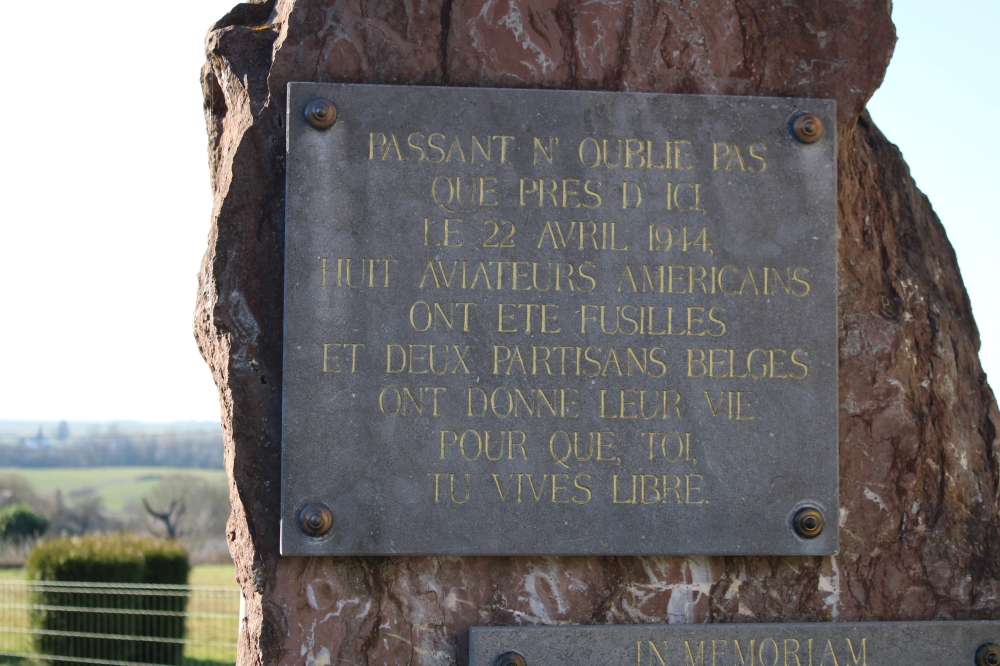 PASSANT N' OUBLIE PAS
QUE PRES D' ICI,
LE 22 AVRIL 1944,
HUIT AVIATEURS AMERICAINS
ONT ETE FUSILLES
ET DEUX PARTISANS BELGES
ONT DONNE LEUR VIE
POUR QUE, TOI,
TU VIVES LIBRE.
IN MEMORIAM